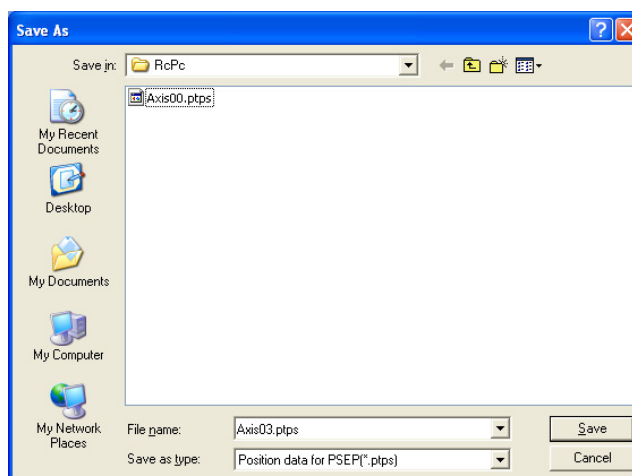 Save As
Save in:
RcPc
Axis00.ptps
My Recent
Documents
Desktop
My Documents
My Computer
My Network
Places
File name:
Axis03.ptps
Save
Save as type:
Position data for PSEP(*.ptps)
Cancel